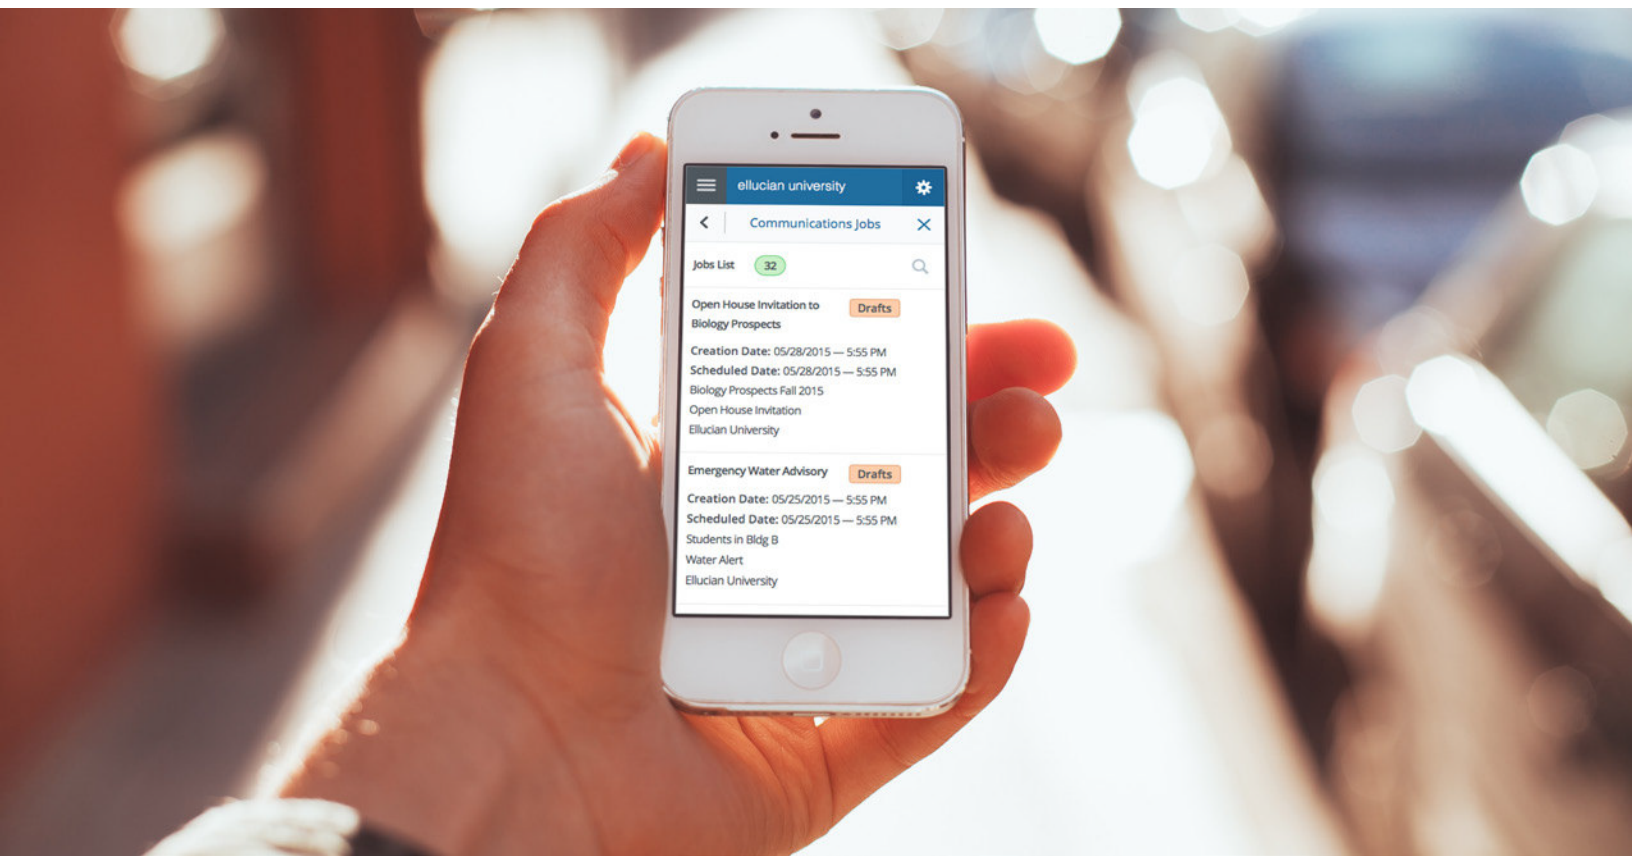 ellucian university
Communications Jobs
Jobs List 32
Open House Invitation to Drafts
Biology Prospects
Creation Date: 05/28/2015 — 5:55 PM
Scheduled Date: 05/28/2015 — 5:55 PM
Biology Prospects Fall 2015
Open House Invitation
Ellucian University
Emergency Water Advisory Drafts
Creation Date: 05/25/2015 — 5:55 PM
Scheduled Date: 05/25/2015 — 5:55 PM
Students in Bldg B
Water Alert
Ellucian University